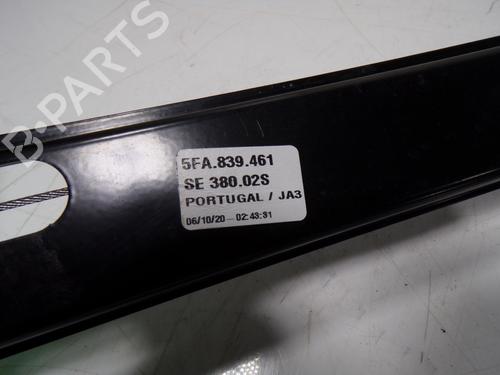 5FA.839.461
SE 380.02S
PORTUGAL / JA3
06/10/20-02:43:31
B-PARTS